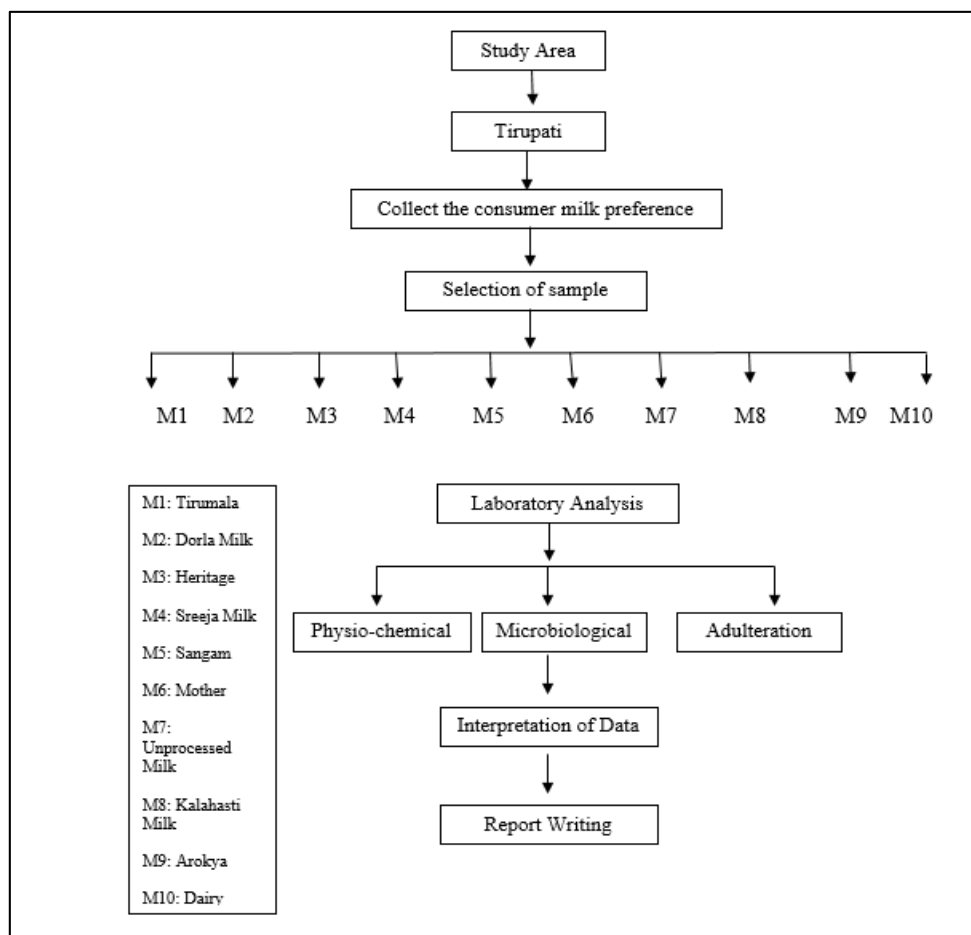 Study Area
Tirupati
Collect the consumer milk preference
Selection of sample
M1 M2 M3 M4 M5 M6 M7 M8 M9 M10
M1: Tirumala
M2: Dorla Milk
M3: Heritage
M4: Sreeja Milk
M5: Sangam
M6: Mother
M7:
Unprocessed
Milk
M8: Kalahasti
Milk
M9: Arokya
M10: Dairy
Laboratory Analysis
Physio-chemical Microbiological Adulteration
Interpretation of Data
Report Writing